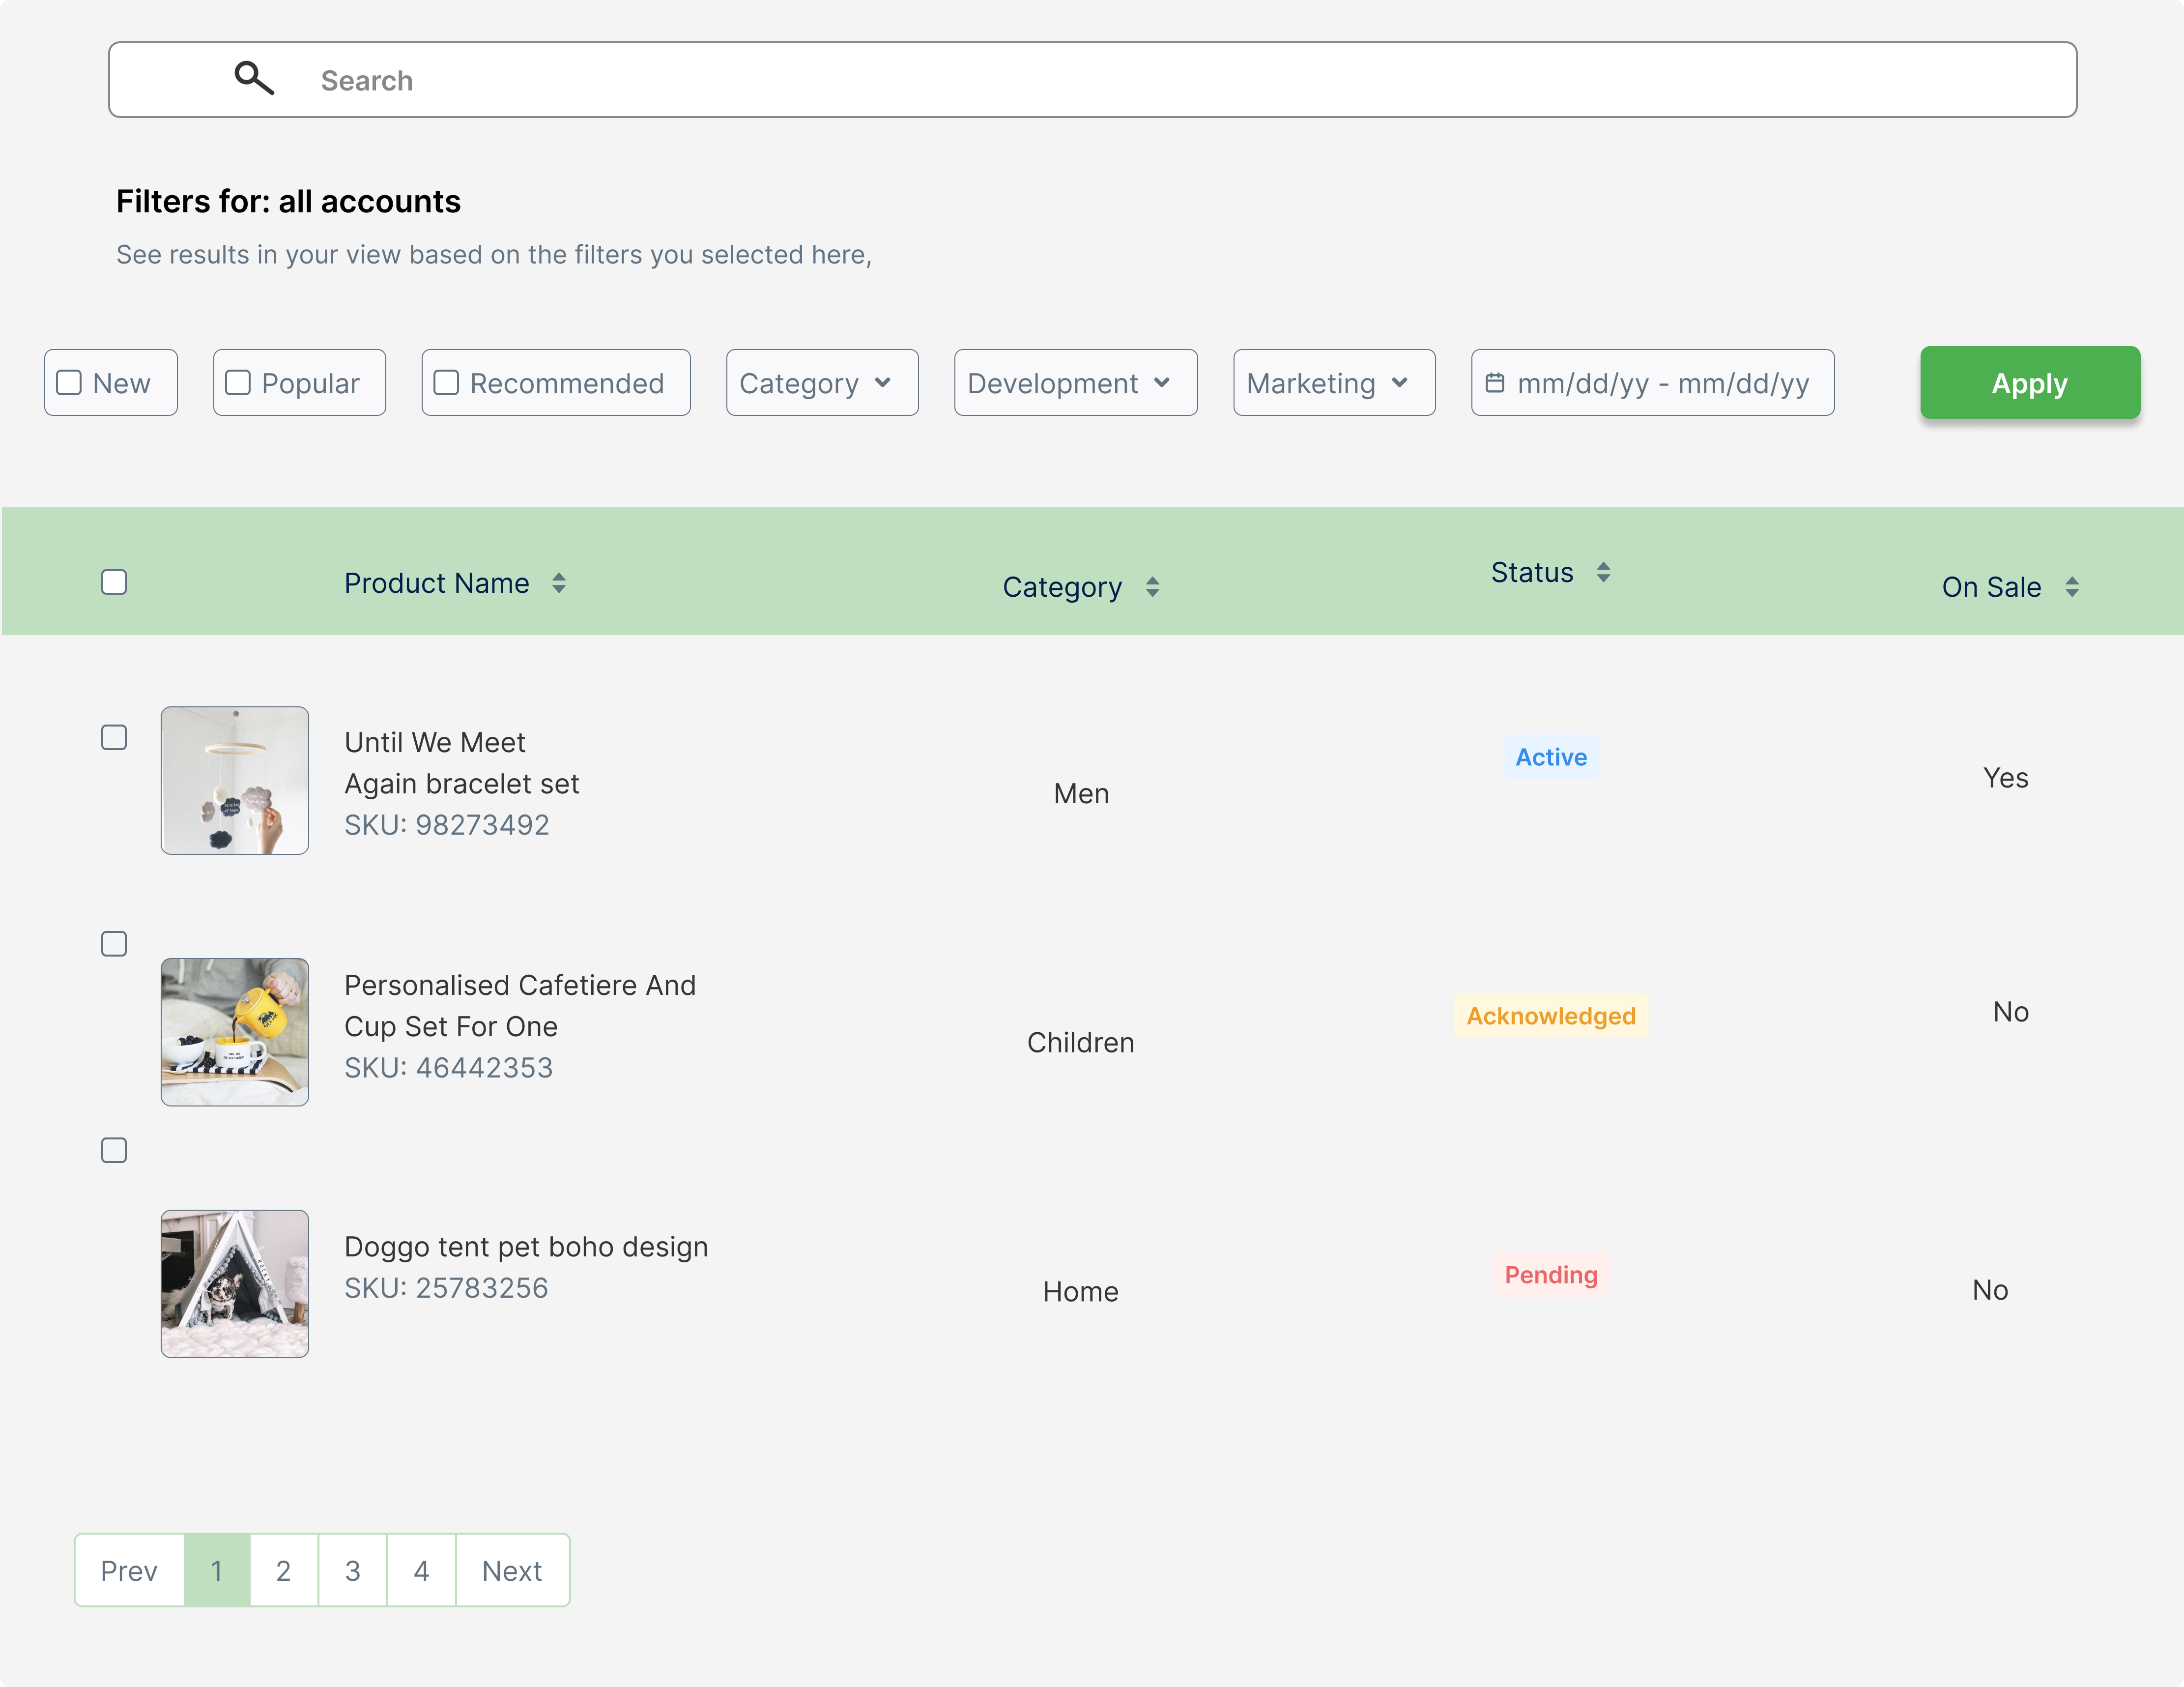 Search
Filters for: all accounts
See results in your view based on the filters you selected here,
New
Popular
Recommended
Category
Development
Marketing
mm/dd/yy - mm/dd/yy
Apply
Product Name
Category
Status
On Sale
Until We Meet
Again bracelet set
SKU: 98273492
Men
Active
Yes
Personalised Cafetiere And
Cup Set For One
SKU: 46442353
Children
Acknowledged
No
Doggo tent pet boho design
SKU: 25783256
Home
Pending
No
Prev
1
2
3
4
Next